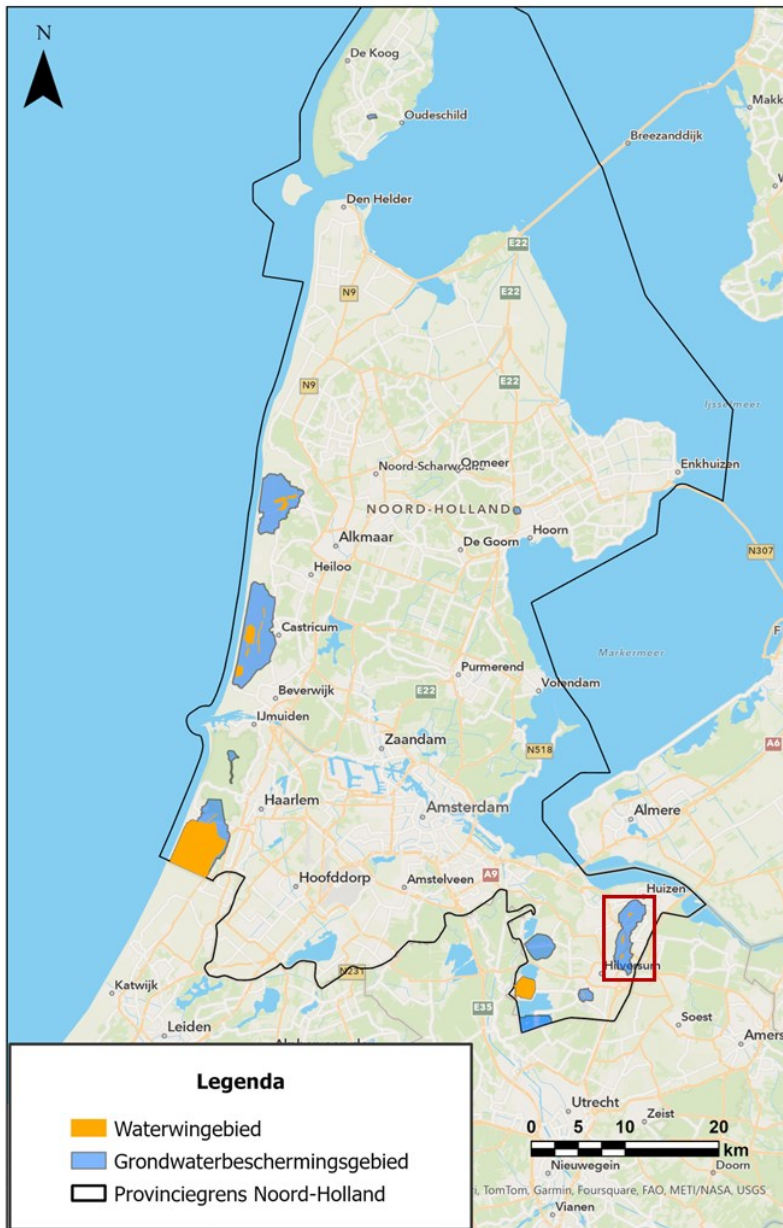 N
De Koog
Oudeschild
Makk
Breezanddijk
Den Helder
E22
N9
E22
N9
E22
IJsselmeer
Noord-Scharwoude
Opmeer
Enkhuizen
NOORD-HOLLAND
Hoorn
Alkmaar
De Goorn
N307
Heiloo
Castricum
Markermeer
Purmerend
Volendam
Beverwijk
E22
IJmuiden
Zaandam
N518
A6
Haarlem
Amsterdam
Almere
Hoofddorp
Amstelveen
A9
Huizen
N231
Hilversum
Katwijk
E35
Leiden
Soest
Amers
Legenda
Waterwingebied
Grondwaterbeschermingsgebied
Provinciegrens Noord-Holland
Utrecht
Zeist
0 5 10 20
km
Nieuwegein
Doorn
i, TomTom, Garmin, Foursquare, FAO, METI/NASA, USGS
Vianen